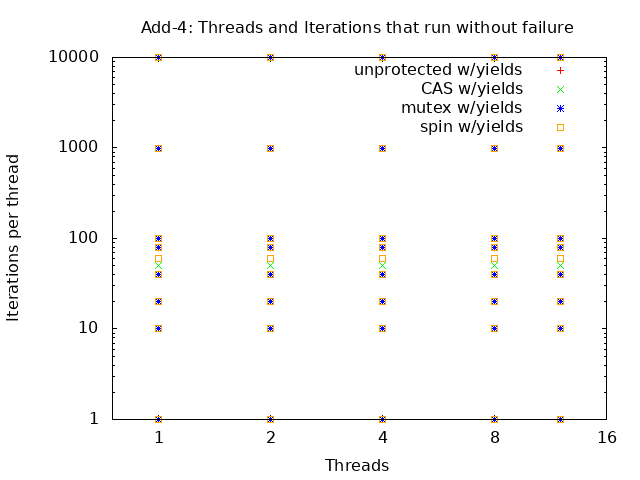 Add-4: Threads and Iterations that run without failure
10000
unprotected w/yields
CAS w/yields
mutex w/yields
spin w/yields
1000
100
10
1
Iterations per thread
1 2 4 8 16
Threads